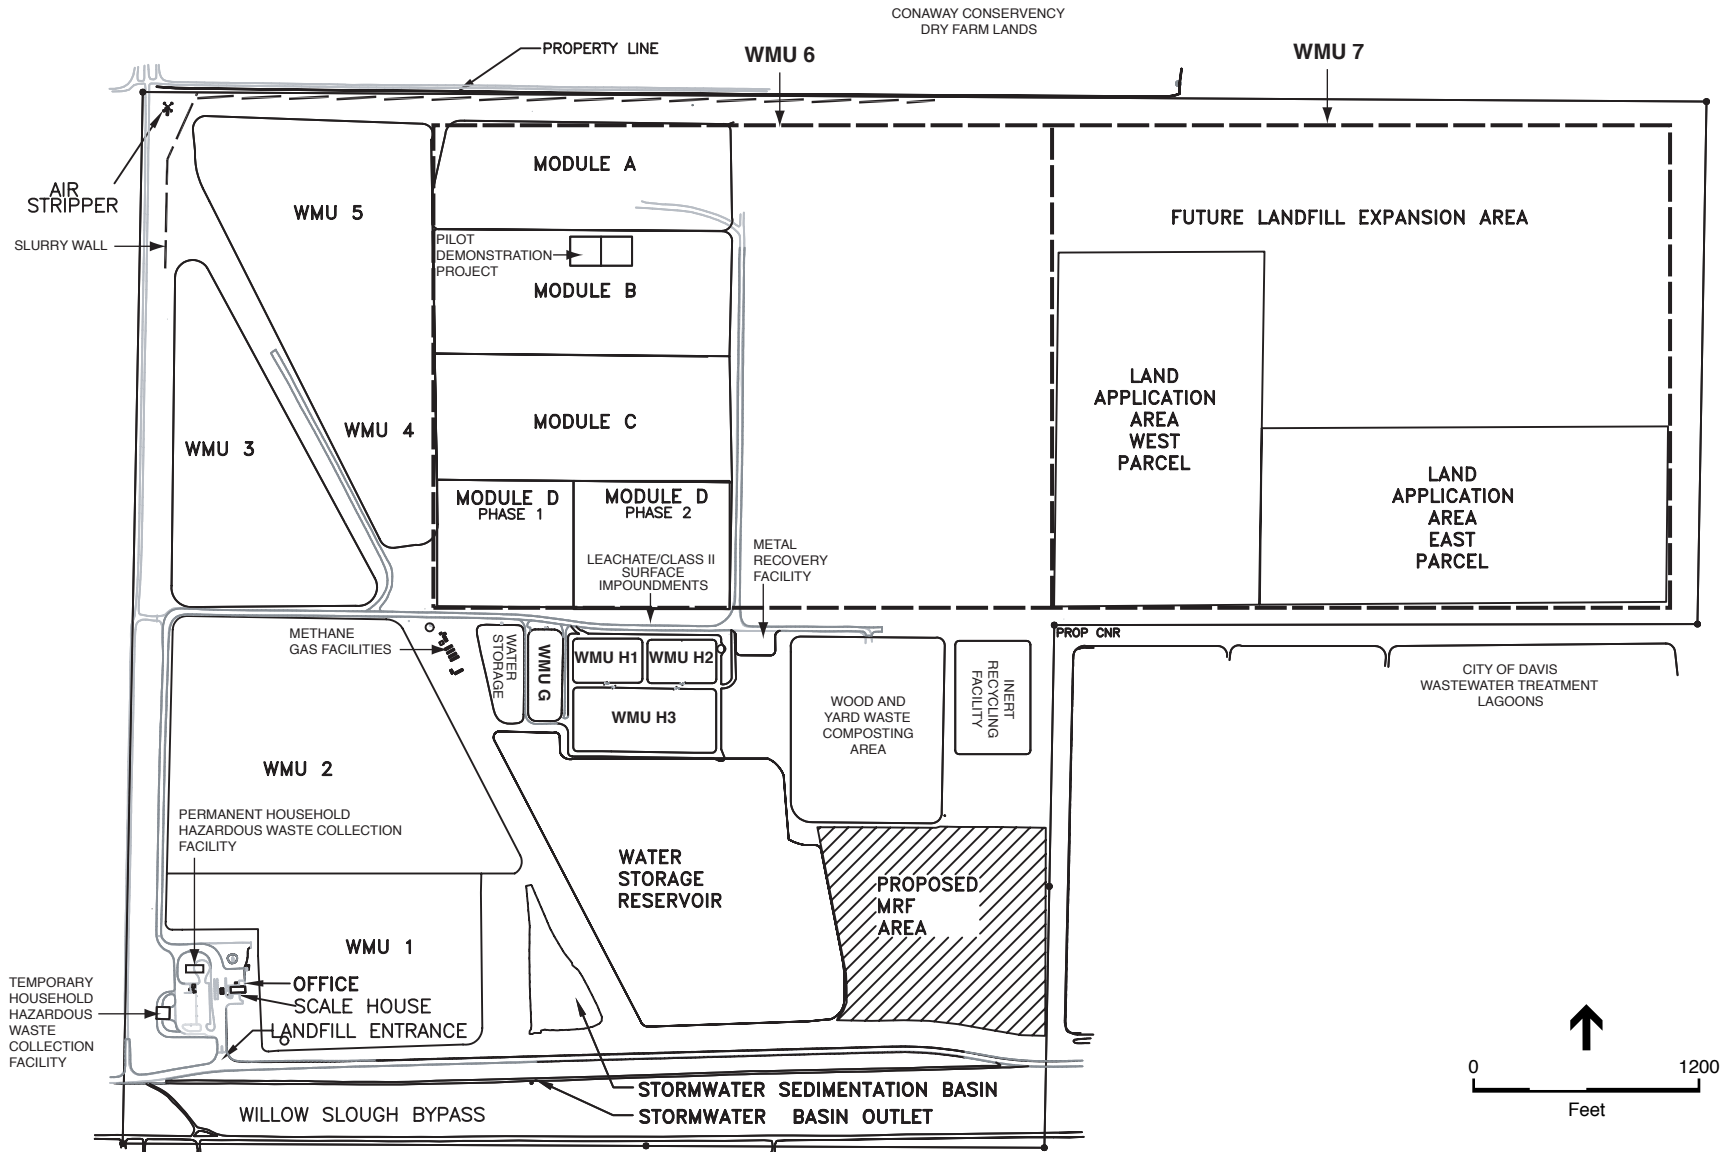 CONAWAY CONSERVENCY
DRY FARM LANDS
PROPERTY LINE
WMU 6
WMU 7
AIR
STRIPPER
SLURRY WALL
WMU 5
MODULE A
PILOT
DEMONSTRATION
PROJECT
MODULE B
FUTURE LANDFILL EXPANSION AREA
WMU 3
WMU 4
MODULE C
LAND
APPLICATION
AREA
WEST
PARCEL
LAND
APPLICATION
AREA
EAST
PARCEL
MODULE D
PHASE 1
MODULE D
PHASE 2
LEACHATE/CLASS II
SURFACE
IMPOUNDMENTS
METAL
RECOVERY
FACILITY
METHANE
GAS FACILITIES
WATER
STORAGE
WMU G
WMU H1
WMU H2
WMU H3
PROP CNR
WOOD AND
YARD WASTE
COMPOSTING
AREA
INERT
RECYCLING
FACILITY
CITY OF DAVIS
WASTEWATER TREATMENT
LAGOONS
WMU 2
PERMANENT HOUSEHOLD
HAZARDOUS WASTE COLLECTION
FACILITY
WATER
STORAGE
RESERVOIR
PROPOSED
MRF
AREA
WMU 1
TEMPORARY
HOUSEHOLD
HAZARDOUS
WASTE
COLLECTION
FACILITY
OFFICE
SCALE HOUSE
LANDFILL ENTRANCE
STORMWATER SEDIMENTATION BASIN
STORMWATER BASIN OUTLET
WILLOW SLOUGH BYPASS
0 1200
Feet